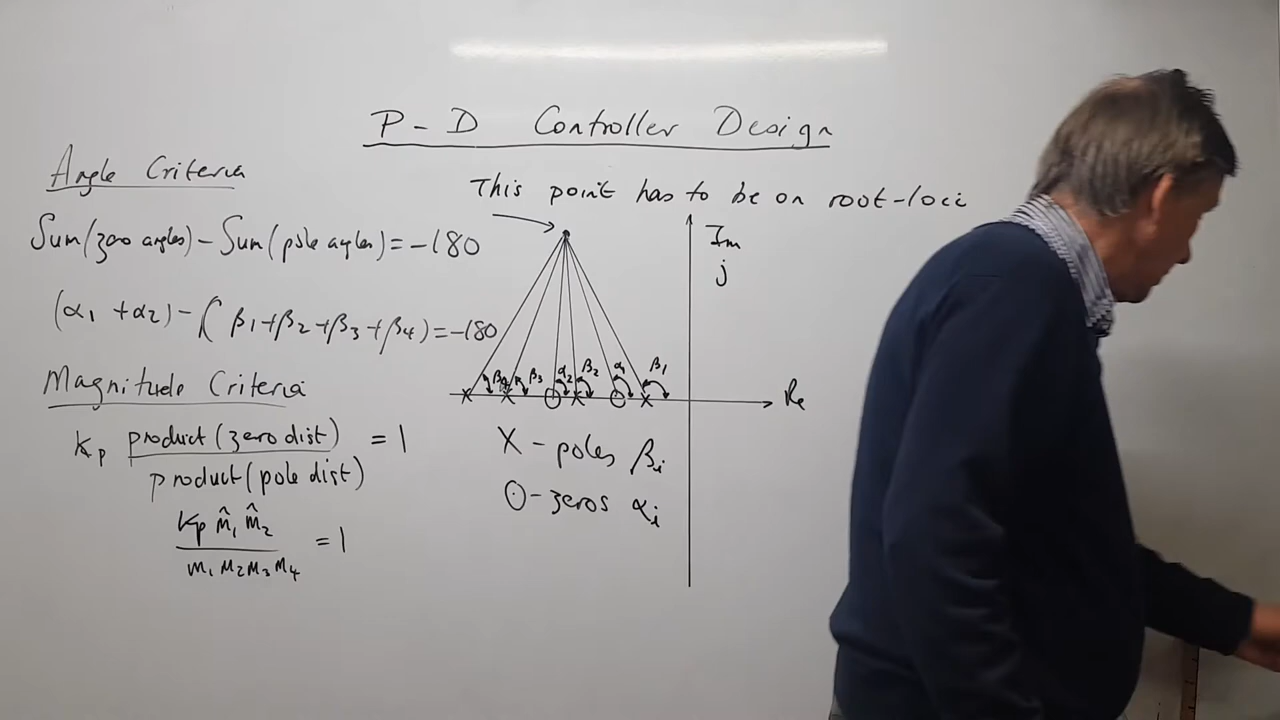 P-D Controller Design
Angle Criteria
Sum(zero angles) - Sum(pole angles) = -180
(α1 + α2) - (β1+β2+β3+β4) = -180
Magnitude Criteria
Kp product(zero dist) = 1
product(pole dist)
Kp m̂1 m̂2 = 1
m1 m2 m3 m4
This point has to be on root-loci
Im
j
β4 β3 α2 β2 α1 β1
Re
X - poles βi
O - zeros αi